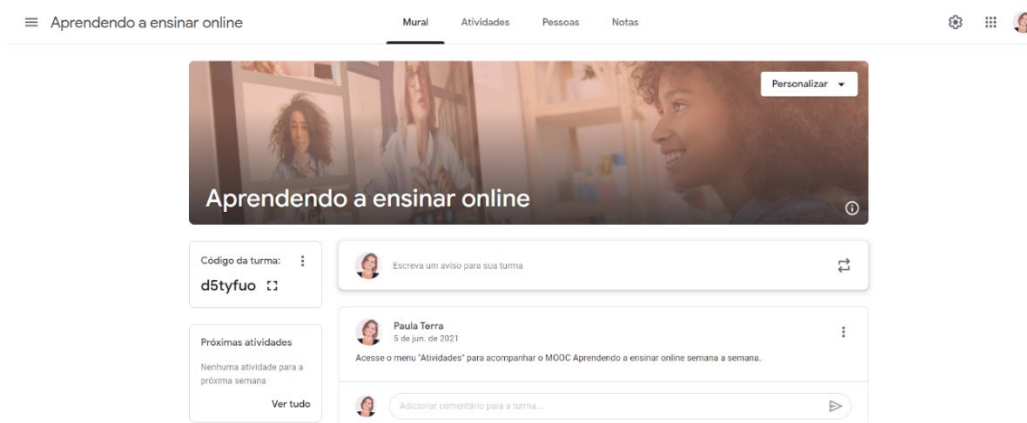 Aprendendo a ensinar online
Mural
Atividades
Pessoas
Notas
Personalizar
Aprendendo a ensinar online
Código da turma:
d5tyfuo
Próximas atividades
Nenhuma atividade para a
próxima semana
Ver tudo
Escreva um aviso para sua turma
Paula Terra
5 de jun. de 2021
Acesse o menu "Atividades" para acompanhar o MOOC Aprendendo a ensinar online semana a semana.
Adicionar comentário para a turma...